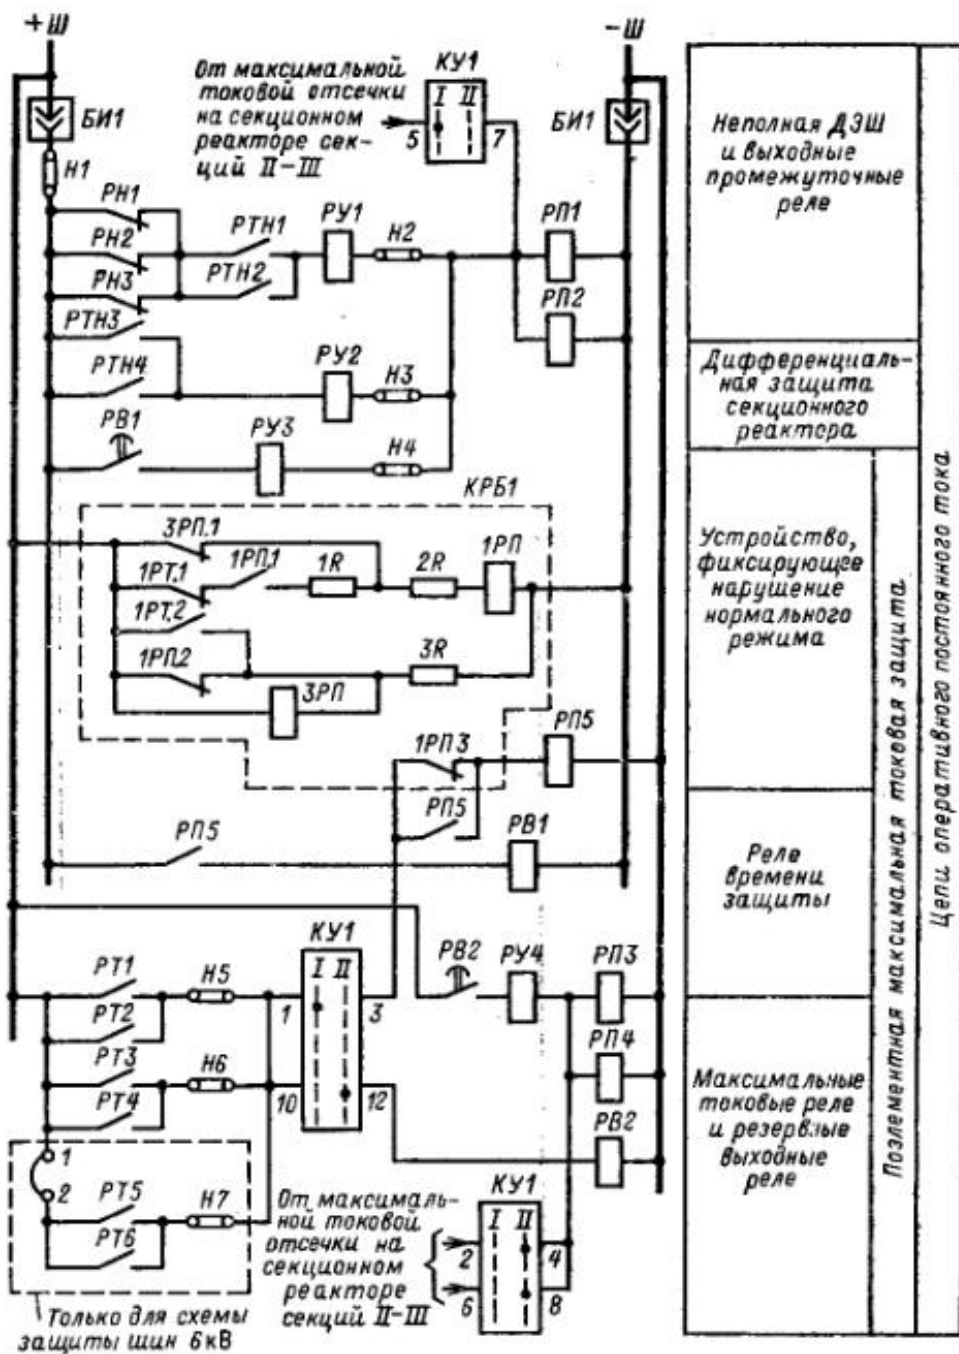 +Ш
-Ш
От максимальной
токовой отсечки
на секционном
реакторе сек-
ций II-III
КУ1
I II
5
7
БИ1
БИ1
Неполная ДЗШ
и выходные
промежуточные
реле
Н1
РН1
РН2
РН3
РТН1
РТН2
РУ1
Н2
РП1
РП2
РТН3
РТН4
РУ2
Н3
Дифференциаль-
ная защита
секционного
реактора
РВ1
РУ3
Н4
КРБ1
3РП.1
1РТ.1
1РП.1
1R
2R
1РП
1РТ.2
1РП.2
3R
3РП
Устройство,
фиксирующее
нарушение
нормального
режима
1РП3
РП5
РП5
РП5
РВ1
Реле
времени
защиты
КУ1
I II
1
3
10
12
РТ1
РТ2
Н5
РТ3
РТ4
Н6
РВ2
РУ4
РП3
РП4
РВ2
Максимальные
токовые реле
и резервные
выходные
реле
1
2
РТ5
РТ6
Н7
Только для схемы
защиты шин 6кВ
От максималь-
ной токовой
отсечки на
секционном
реакторе
секций II-III
КУ1
I II
2
4
6
8
Поэлементная максимальная токовая защита
Цепи оперативного постоянного тока